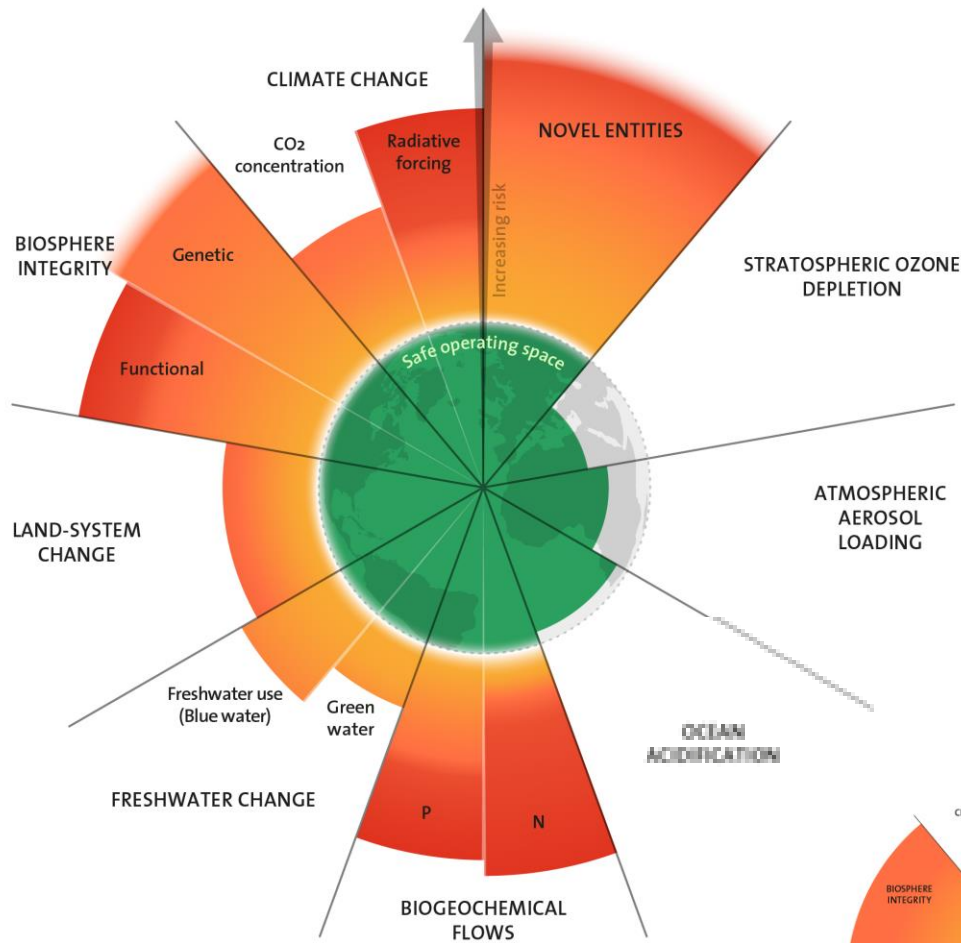 CLIMATE CHANGE
CO2
concentration
Radiative
forcing
NOVEL ENTITIES
Increasing risk
BIOSPHERE
INTEGRITY
Genetic
Functional
STRATOSPHERIC OZONE
DEPLETION
Safe operating space
ATMOSPHERIC
AEROSOL
LOADING
LAND-SYSTEM
CHANGE
Freshwater use
(Blue water)
Green
water
OCEAN
ACIDIFICATION
FRESHWATER CHANGE
P
N
BIOGEOCHEMICAL
FLOWS
BIOSPHERE
INTEGRITY